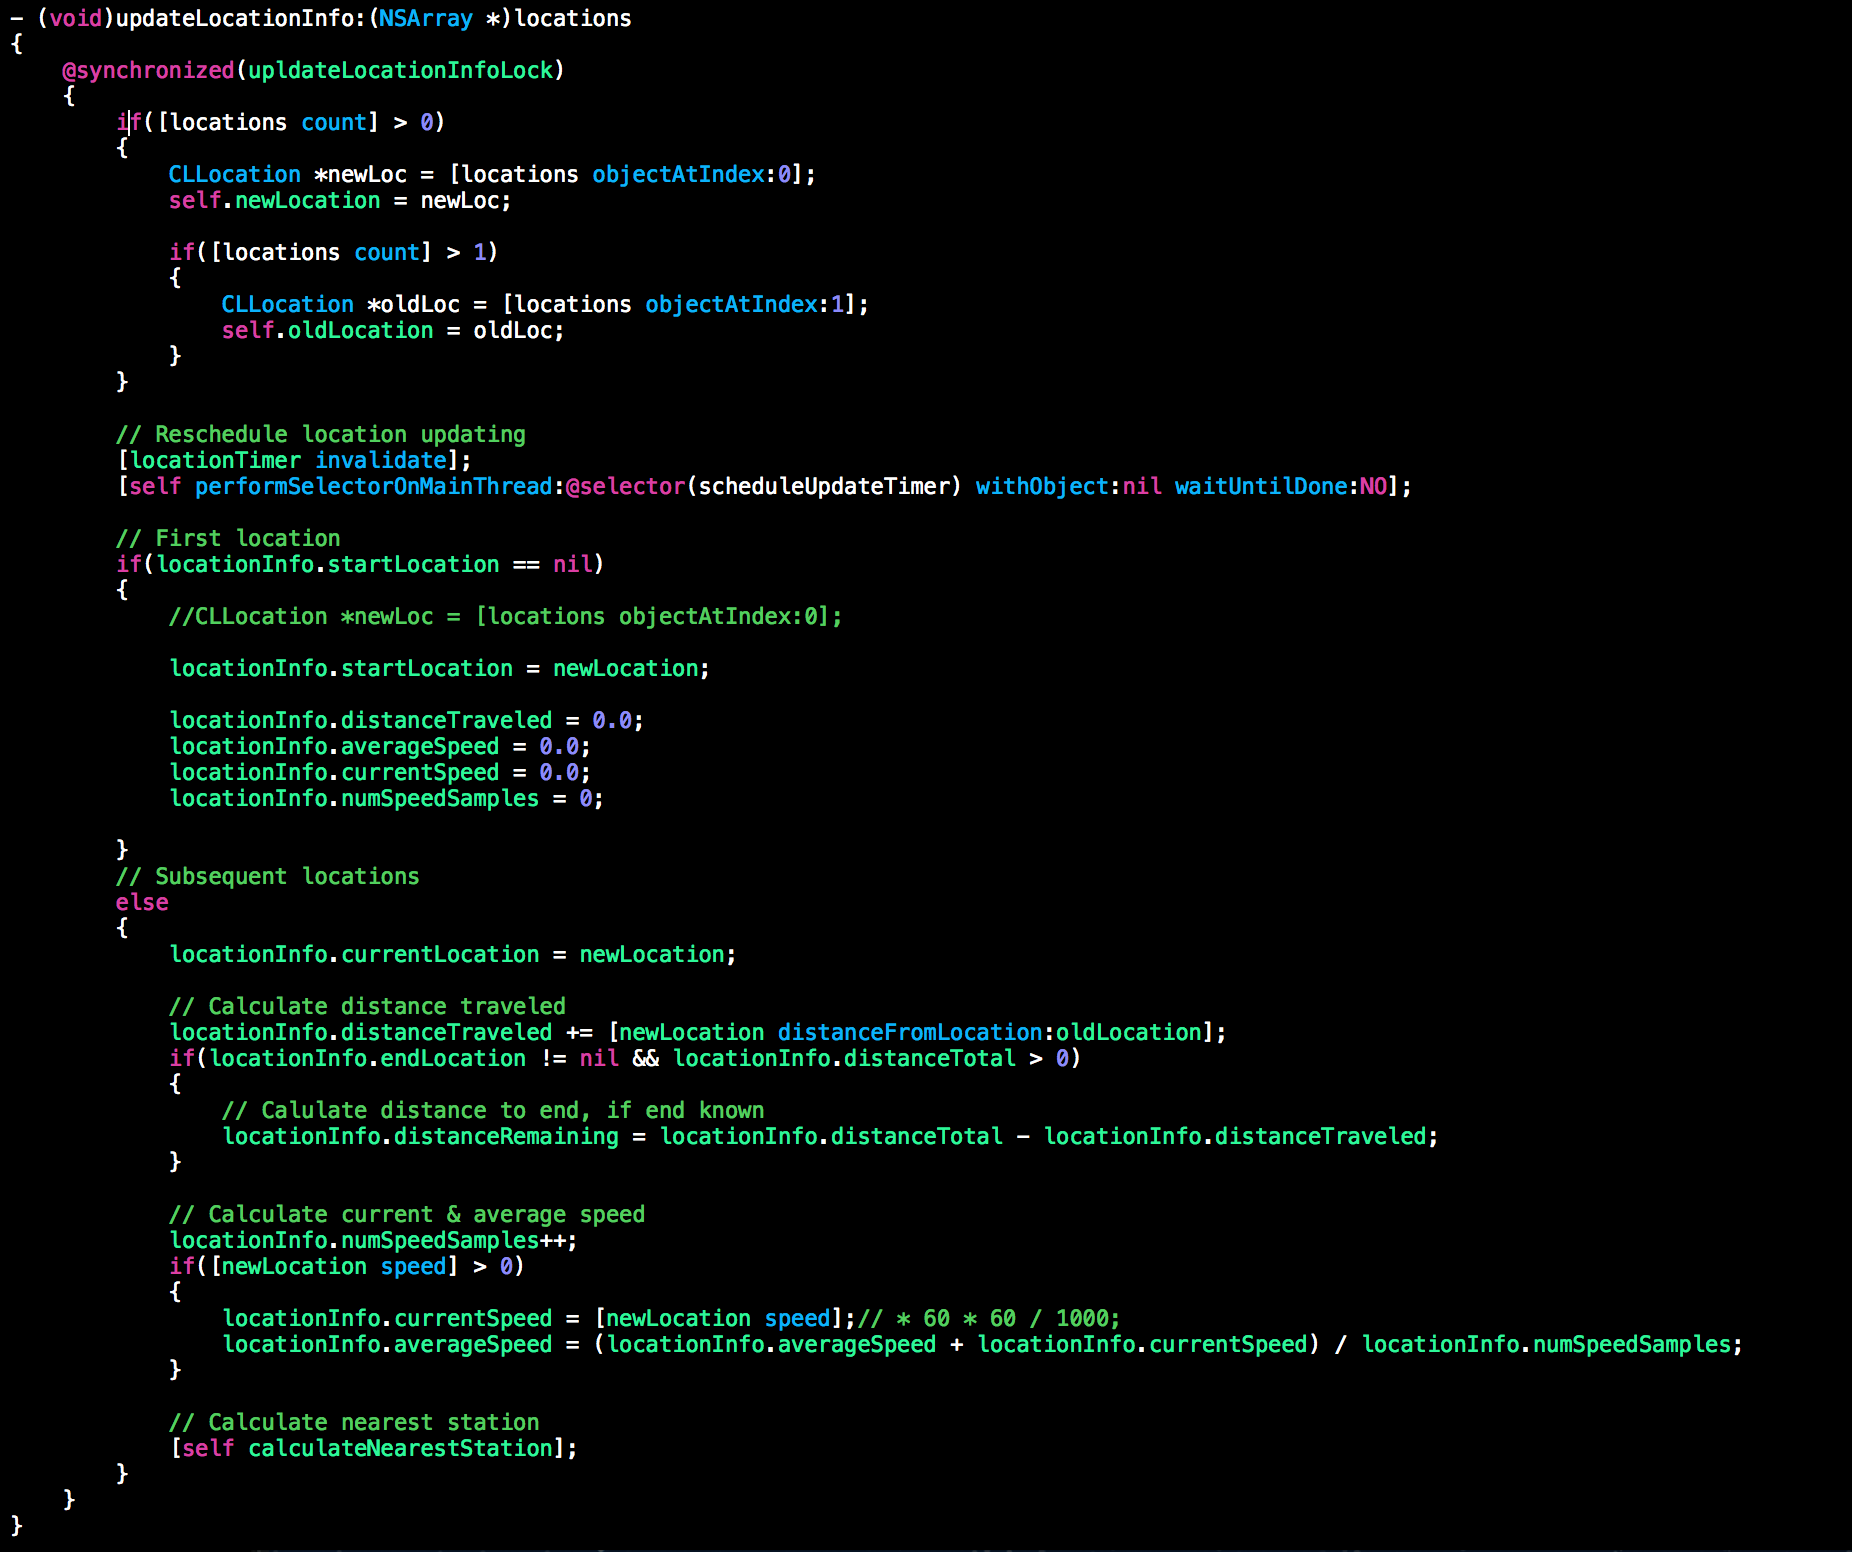 - (void)updateLocationInfo:(NSArray *)locations
{
    @synchronized(upldateLocationInfoLock)
    {
        if([locations count] > 0)
        {
            CLLocation *newLoc = [locations objectAtIndex:0];
            self.newLocation = newLoc;

            if([locations count] > 1)
            {
                CLLocation *oldLoc = [locations objectAtIndex:1];
                self.oldLocation = oldLoc;
            }
        }

        // Reschedule location updating
        [locationTimer invalidate];
        [self performSelectorOnMainThread:@selector(scheduleUpdateTimer) withObject:nil waitUntilDone:NO];

        // First location
        if(locationInfo.startLocation == nil)
        {
            //CLLocation *newLoc = [locations objectAtIndex:0];

            locationInfo.startLocation = newLocation;

            locationInfo.distanceTraveled = 0.0;
            locationInfo.averageSpeed = 0.0;
            locationInfo.currentSpeed = 0.0;
            locationInfo.numSpeedSamples = 0;

        }
        // Subsequent locations
        else
        {
            locationInfo.currentLocation = newLocation;

            // Calculate distance traveled
            locationInfo.distanceTraveled += [newLocation distanceFromLocation:oldLocation];
            if(locationInfo.endLocation != nil && locationInfo.distanceTotal > 0)
            {
                // Calulate distance to end, if end known
                locationInfo.distanceRemaining = locationInfo.distanceTotal - locationInfo.distanceTraveled;
            }

            // Calculate current & average speed
            locationInfo.numSpeedSamples++;
            if([newLocation speed] > 0)
            {
                locationInfo.currentSpeed = [newLocation speed];// * 60 * 60 / 1000;
                locationInfo.averageSpeed = (locationInfo.averageSpeed + locationInfo.currentSpeed) / locationInfo.numSpeedSamples;
            }

            // Calculate nearest station
            [self calculateNearestStation];
        }
    }
}